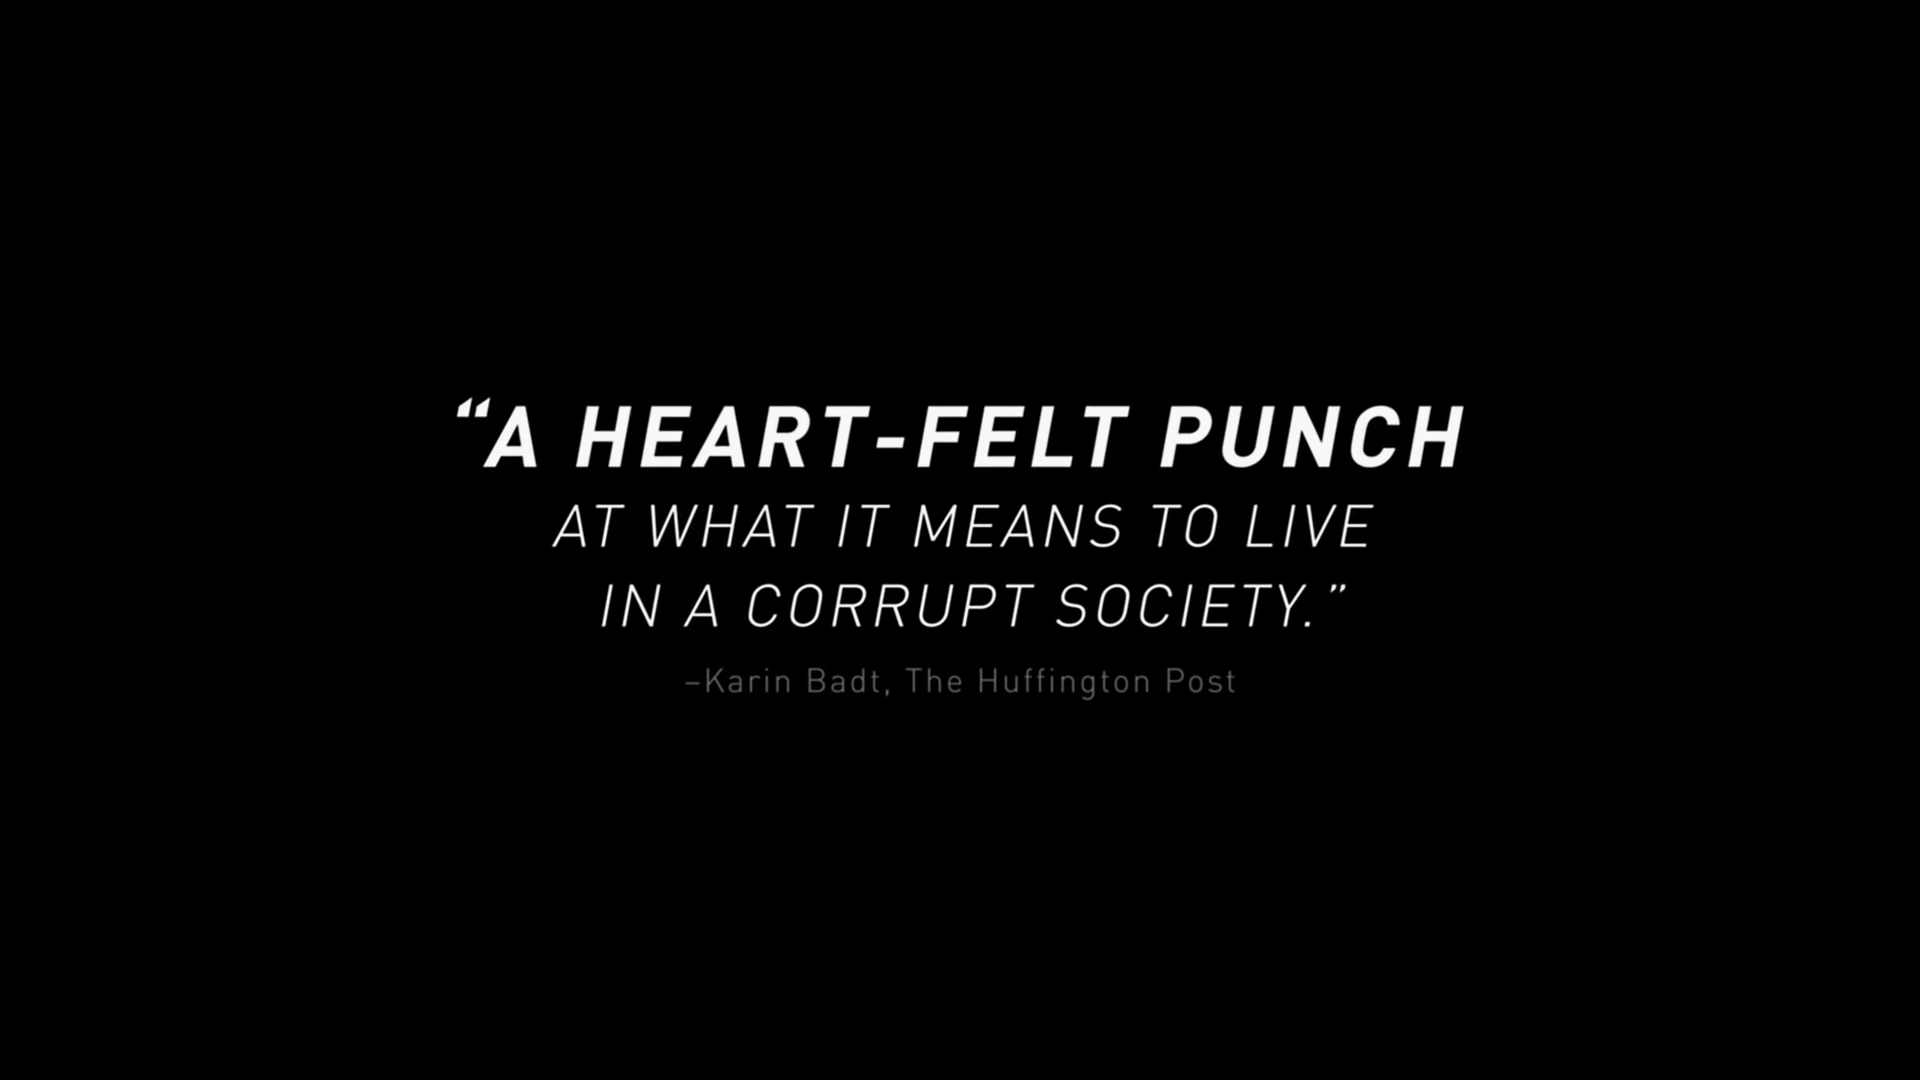 “A HEART-FELT PUNCH
AT WHAT IT MEANS TO LIVE
IN A CORRUPT SOCIETY.”
–Karin Badt, The Huffington Post